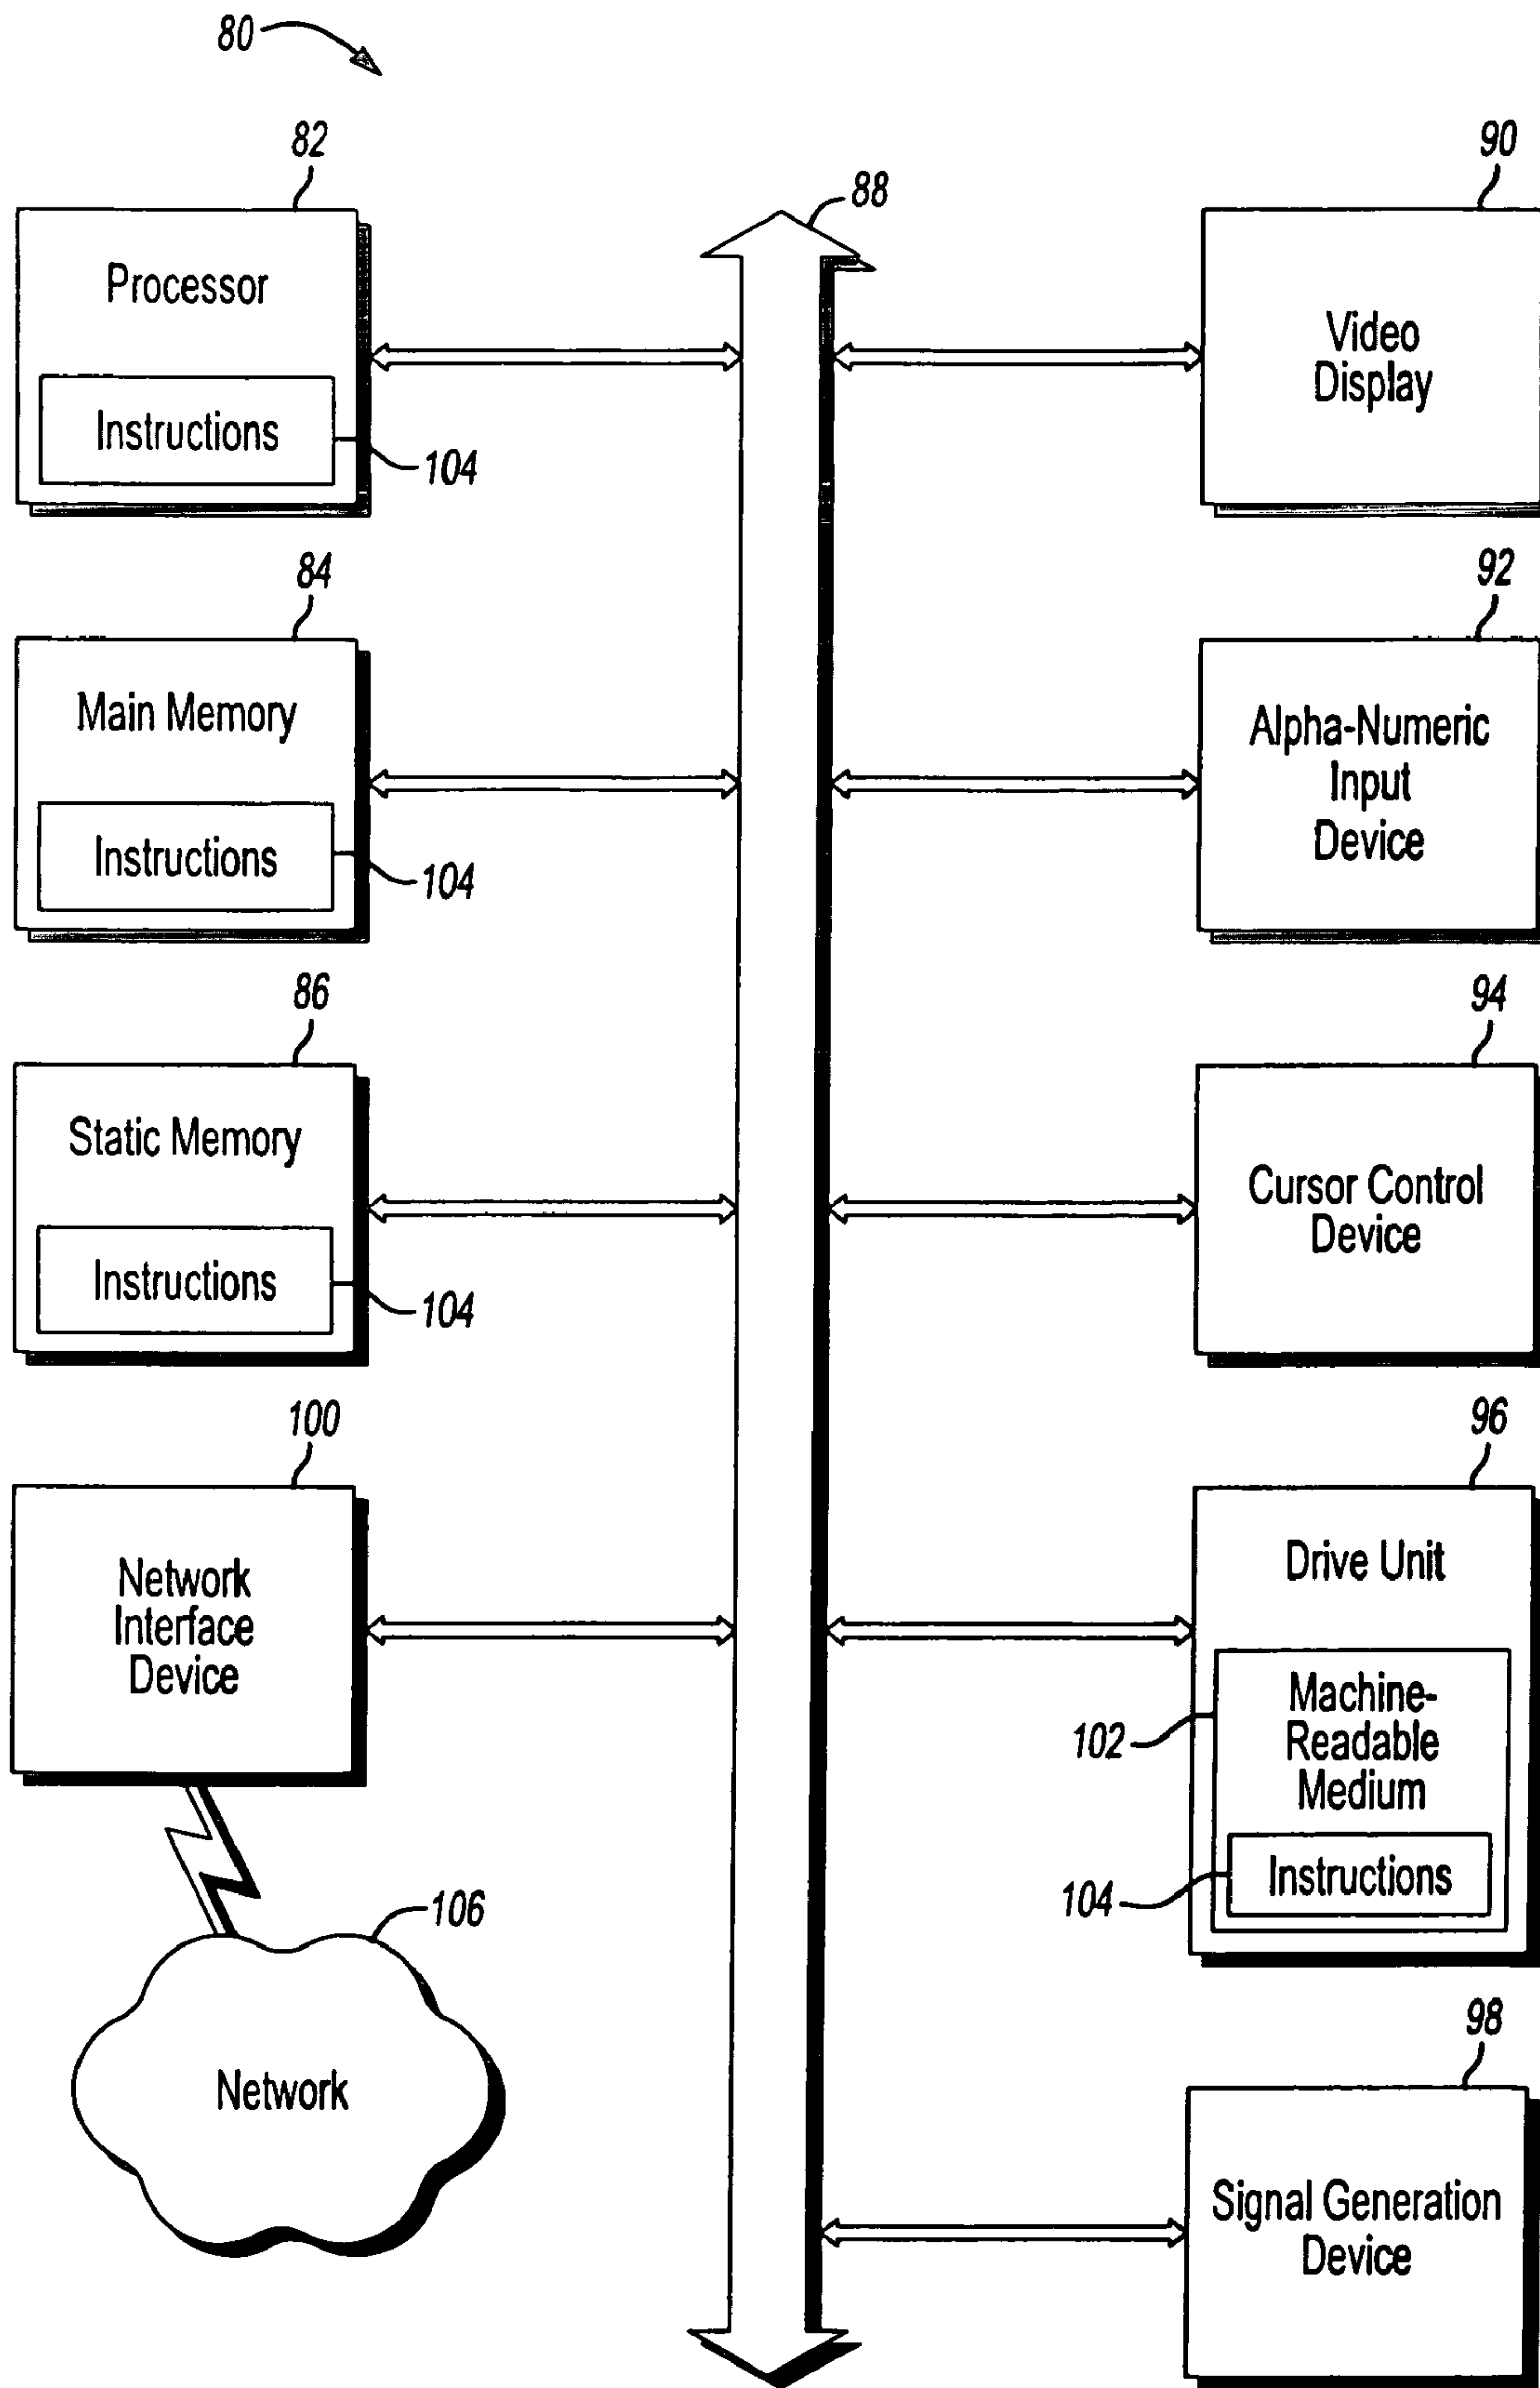 80
82
Processor
Instructions
104
84
Main Memory
Instructions
104
86
Static Memory
Instructions
104
100
Network
Interface
Device
106
Network
88
90
Video
Display
92
Alpha-Numeric
Input
Device
94
Cursor Control
Device
96
Drive Unit
102
Machine-
Readable
Medium
104
Instructions
98
Signal Generation
Device